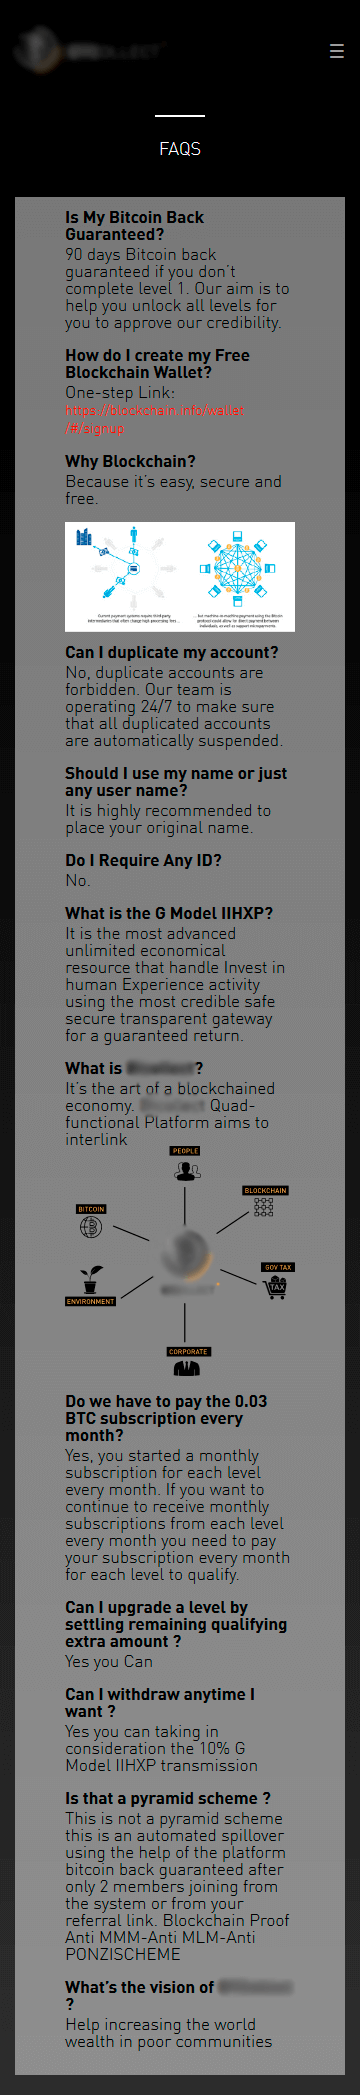 FAQS
Is My Bitcoin Back
Guaranteed?
90 days Bitcoin back
guaranteed if you don't
complete level 1. Our aim is to
help you unlock all levels for
you to approve our credibility.
How do I create my Free
Blockchain Wallet?
One-step Link:
https://blockchain.info/wallet
/#/signup
Why Blockchain?
Because it's easy, secure and
free.
Current payment systems require third party
intermediaries that often charge high processing fees ...
... But machine-to-machine payment using the Bitcoin
protocol could allow for direct payment between
individuals, as well as support micropayments.
Can I duplicate my account?
No, duplicate accounts are
forbidden. Our team is
operating 24/7 to make sure
that all duplicated accounts
are automatically suspended.
Should I use my name or just
any user name?
It is highly recommended to
place your original name.
Do I Require Any ID?
No.
What is the G Model IIHXP?
It is the most advanced
unlimited economical
resource that handle Invest in
human Experience activity
using the most credible safe
secure transparent gateway
for a guaranteed return.
What is ?
It's the art of a blockchained
economy. Quad-
functional Platform aims to
interlink
PEOPLE
BLOCKCHAIN
BITCOIN
GOV TAX
TAX
ENVIRONMENT
CORPORATE
Do we have to pay the 0.03
BTC subscription every
month?
Yes, you started a monthly
subscription for each level
every month. If you want to
continue to receive monthly
subscriptions from each level
every month you need to pay
your subscription every month
for each level to qualify.
Can I upgrade a level by
settling remaining qualifying
extra amount ?
Yes you Can
Can I withdraw anytime I
want ?
Yes you can taking in
consideration the 10% G
Model IIHXP transmission
Is that a pyramid scheme ?
This is not a pyramid scheme
this is an automated spillover
using the help of the platform
bitcoin back guaranteed after
only 2 members joining from
the system or from your
referral link. Blockchain Proof
Anti MMM-Anti MLM-Anti
PONZISCHEME
What's the vision of
?
Help increasing the world
wealth in poor communities